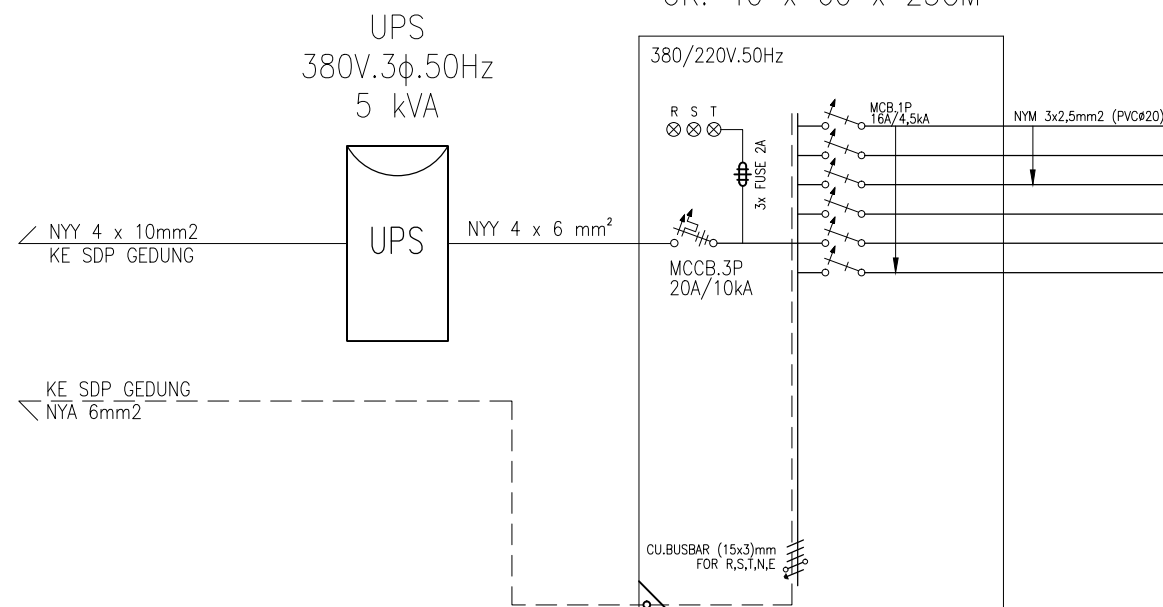 UPS
380V.3ϕ.50Hz
5 kVA
380/220V.50Hz
R S T
3x FUSE 2A
MCB.1P
16A/4,5kA
NYM 3x2,5mm2 (PVCø20)
NYY 4 x 10mm2
KE SDP GEDUNG
UPS
NYY 4 x 6 mm²
MCCB.3P
20A/10kA
KE SDP GEDUNG
NYA 6mm2
CU.BUSBAR (15x3)mm
FOR R,S,T,N,E